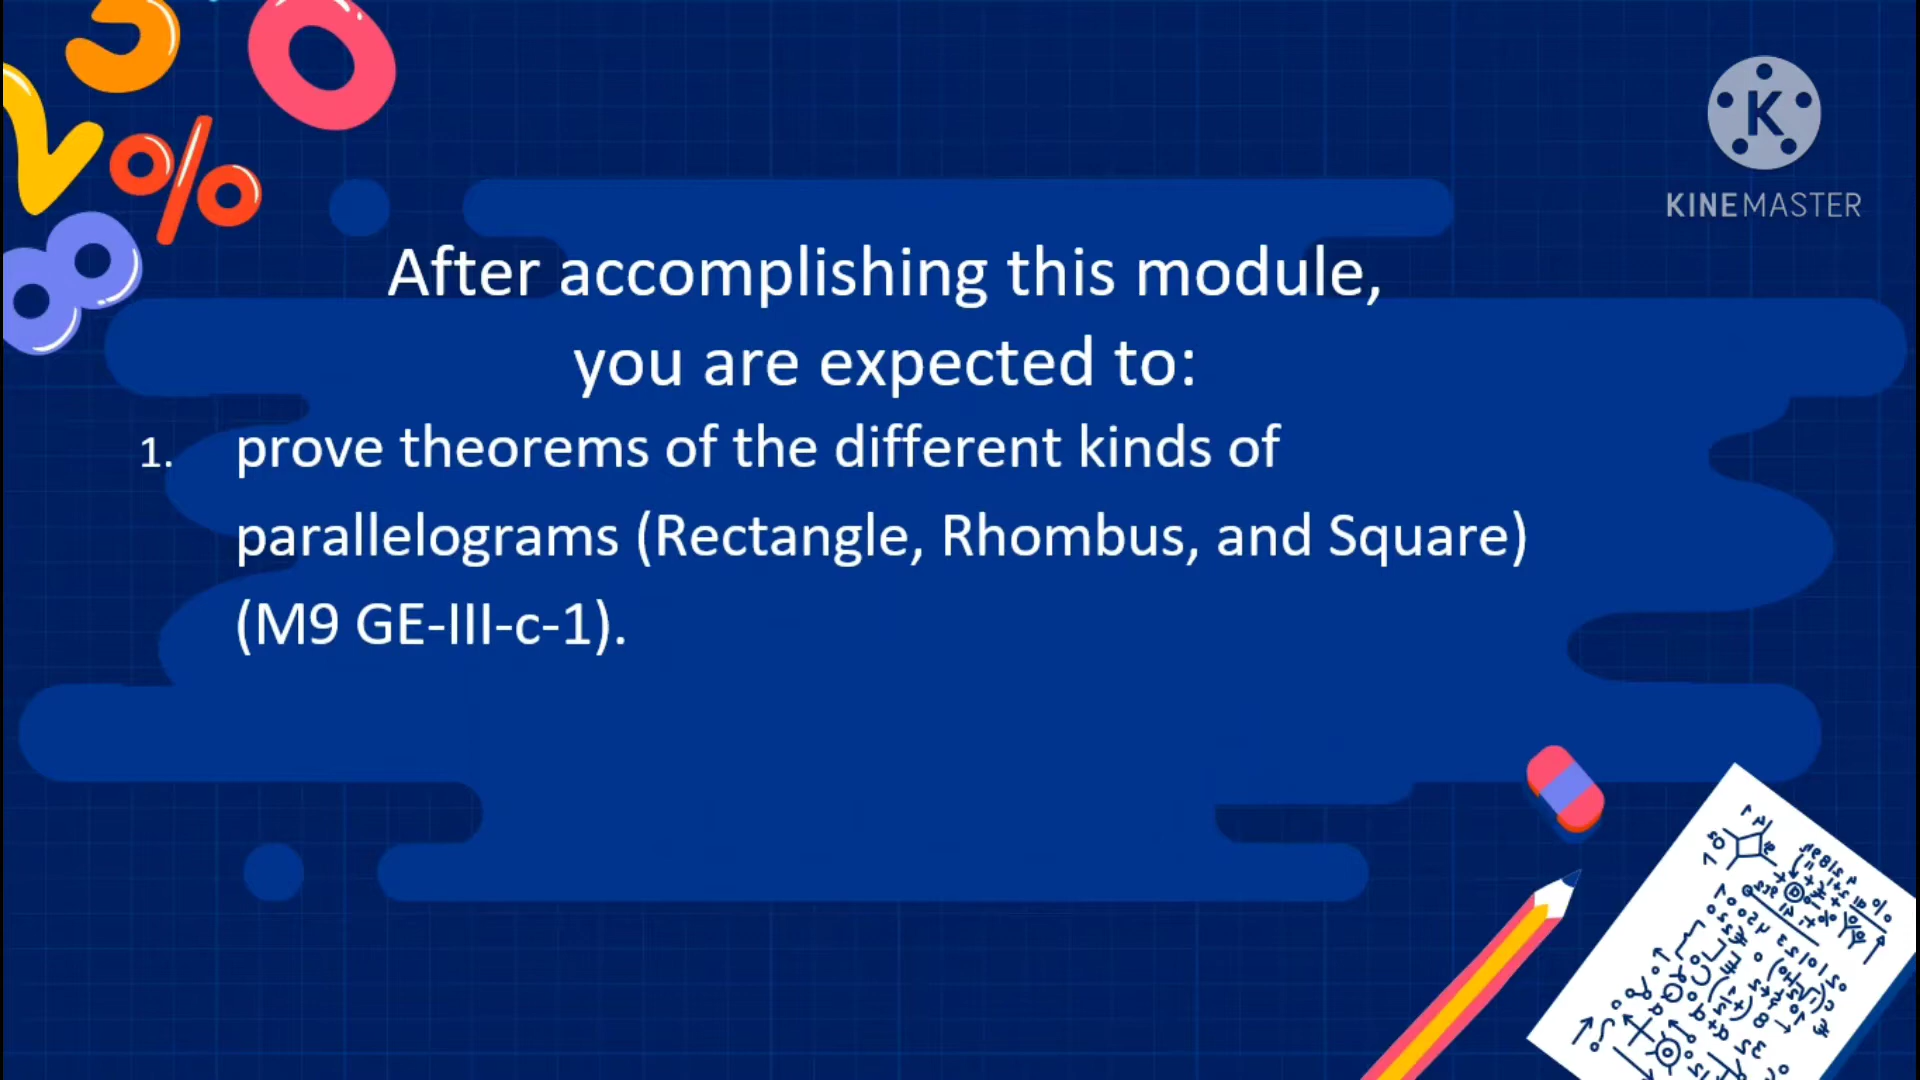 K
KINEMASTER
After accomplishing this module,
you are expected to:
1. prove theorems of the different kinds of
parallelograms (Rectangle, Rhombus, and Square)
(M9 GE-III-c-1).